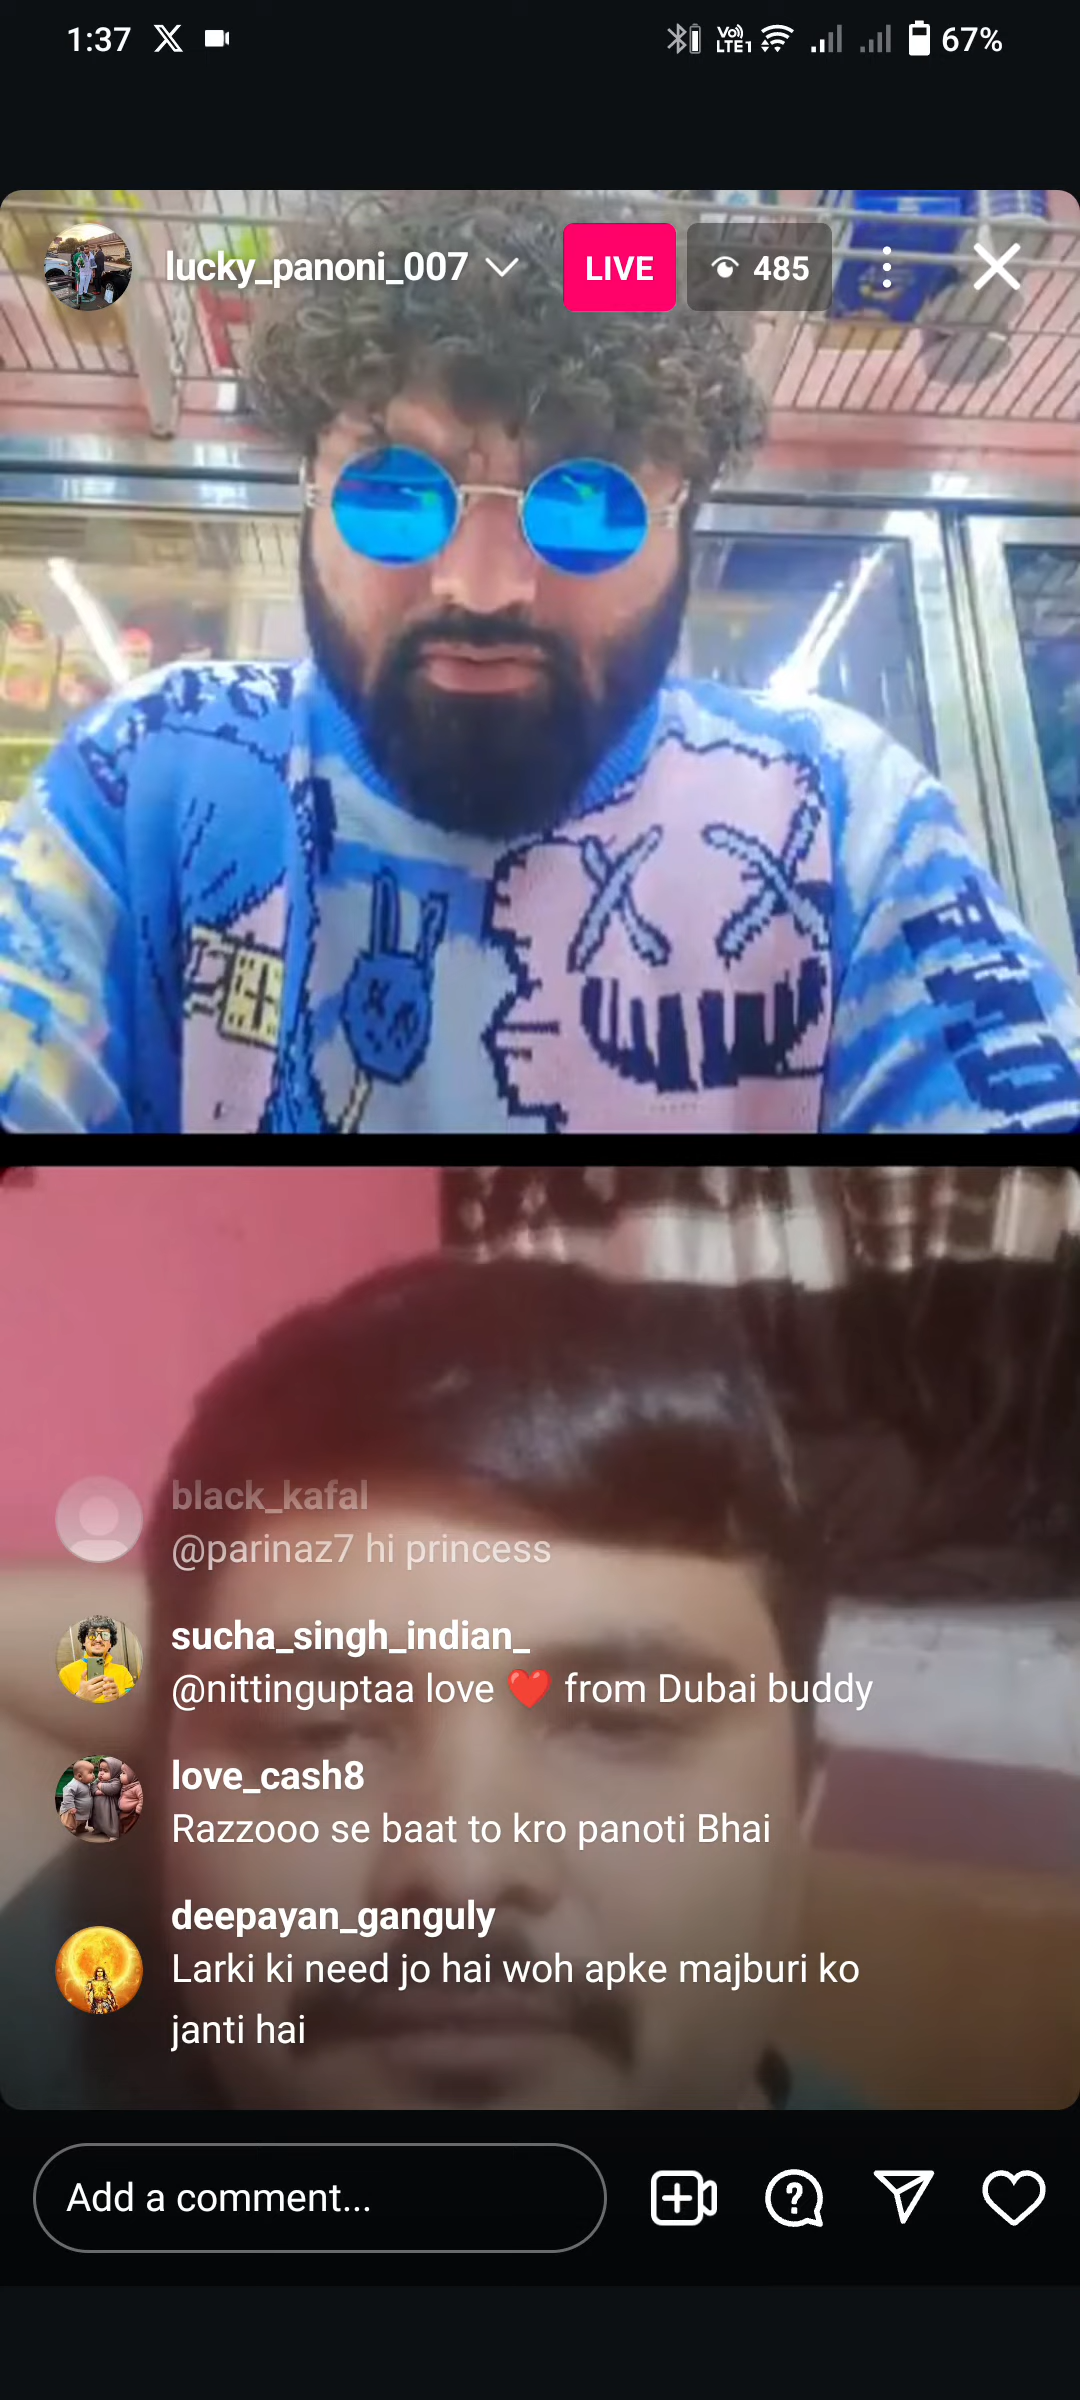 1:37
Vo)) LTE1
67%
lucky_panoni_007
LIVE
485
black_kafal
@parinaz7 hi princess
sucha_singh_indian_
@nittinguptaa love ❤️ from Dubai buddy
love_cash8
Razzooo se baat to kro panoti Bhai
deepayan_ganguly
Larki ki need jo hai woh apke majburi ko
janti hai
Add a comment...